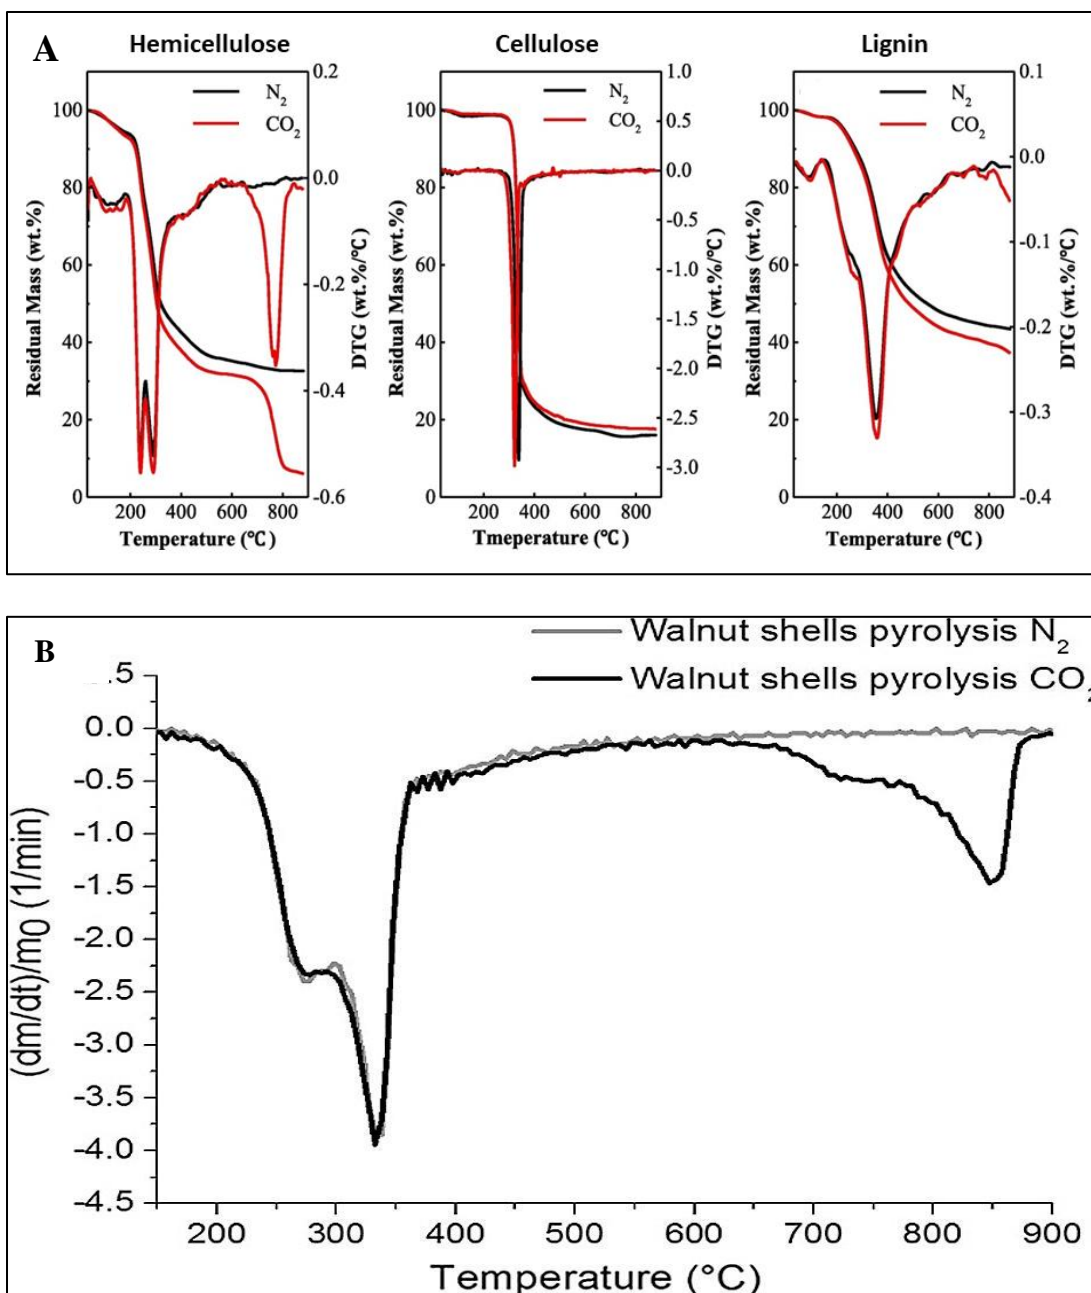 A
Hemicellulose
Cellulose
Lignin
N2
CO2
Residual Mass (wt.%)
100
80
60
40
20
0
0.2
0.0
-0.2
-0.4
-0.6
DTG (wt.%/℃)
200 400 600 800
Temperature (℃)
N2
CO2
Residual Mass (wt.%)
100
80
60
40
20
0
1.0
0.5
0.0
-0.5
-1.0
-1.5
-2.0
-2.5
-3.0
DTG (wt.%/℃)
200 400 600 800
Tmeperature (℃)
N2
CO2
Residual Mass (wt.%)
100
80
60
40
20
0
0.1
0.0
-0.1
-0.2
-0.3
-0.4
DTG (wt.%/℃)
200 400 600 800
Temperature (℃)
B
Walnut shells pyrolysis N2
Walnut shells pyrolysis CO2
.5
0.0
-0.5
-1.0
-1.5
-2.0
-2.5
-3.0
-3.5
-4.0
-4.5
(dm/dt)/m0 (1/min)
200 300 400 500 600 700 800 900
Temperature (°C)